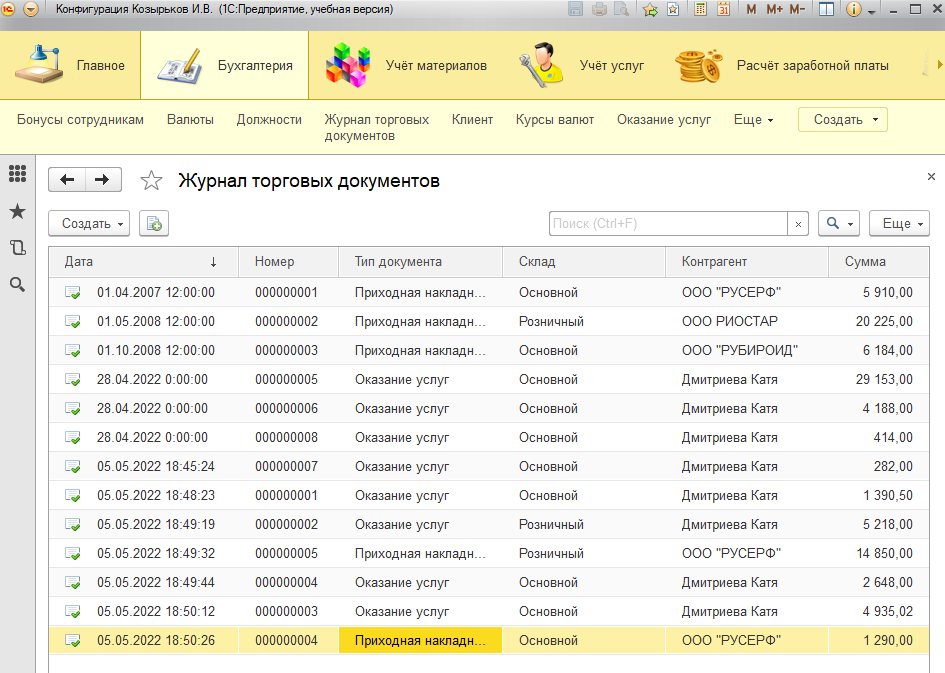 Конфигурация Козырьков И.В. (1С:Предприятие, учебная версия)
M M+ M-
Главное Бухгалтерия Учёт материалов Учёт услуг Расчёт заработной платы
Бонусы сотрудникам Валюты Должности Журнал торговых документов Клиент Курсы валют Оказание услуг Еще Создать
Журнал торговых документов
Создать Поиск (Ctrl+F) × Еще
Дата ↓ Номер Тип документа Склад Контрагент Сумма
01.04.2007 12:00:00 000000001 Приходная накладн... Основной ООО "РУСЕРФ" 5 910,00
01.05.2008 12:00:00 000000002 Приходная накладн... Розничный ООО РИОСТАР 20 225,00
01.10.2008 12:00:00 000000003 Приходная накладн... Основной ООО "РУБИРОИД" 6 184,00
28.04.2022 0:00:00 000000005 Оказание услуг Основной Дмитриева Катя 29 153,00
28.04.2022 0:00:00 000000006 Оказание услуг Основной Дмитриева Катя 4 188,00
28.04.2022 0:00:00 000000008 Оказание услуг Основной Дмитриева Катя 414,00
05.05.2022 18:45:24 000000007 Оказание услуг Основной Дмитриева Катя 282,00
05.05.2022 18:48:23 000000001 Оказание услуг Основной Дмитриева Катя 1 390,50
05.05.2022 18:49:19 000000002 Оказание услуг Розничный Дмитриева Катя 5 218,00
05.05.2022 18:49:32 000000005 Приходная накладн... Розничный ООО "РУСЕРФ" 14 850,00
05.05.2022 18:49:44 000000004 Оказание услуг Основной Дмитриева Катя 2 648,00
05.05.2022 18:50:12 000000003 Оказание услуг Основной Дмитриева Катя 4 935,02
05.05.2022 18:50:26 000000004 Приходная накладн... Основной ООО "РУСЕРФ" 1 290,00